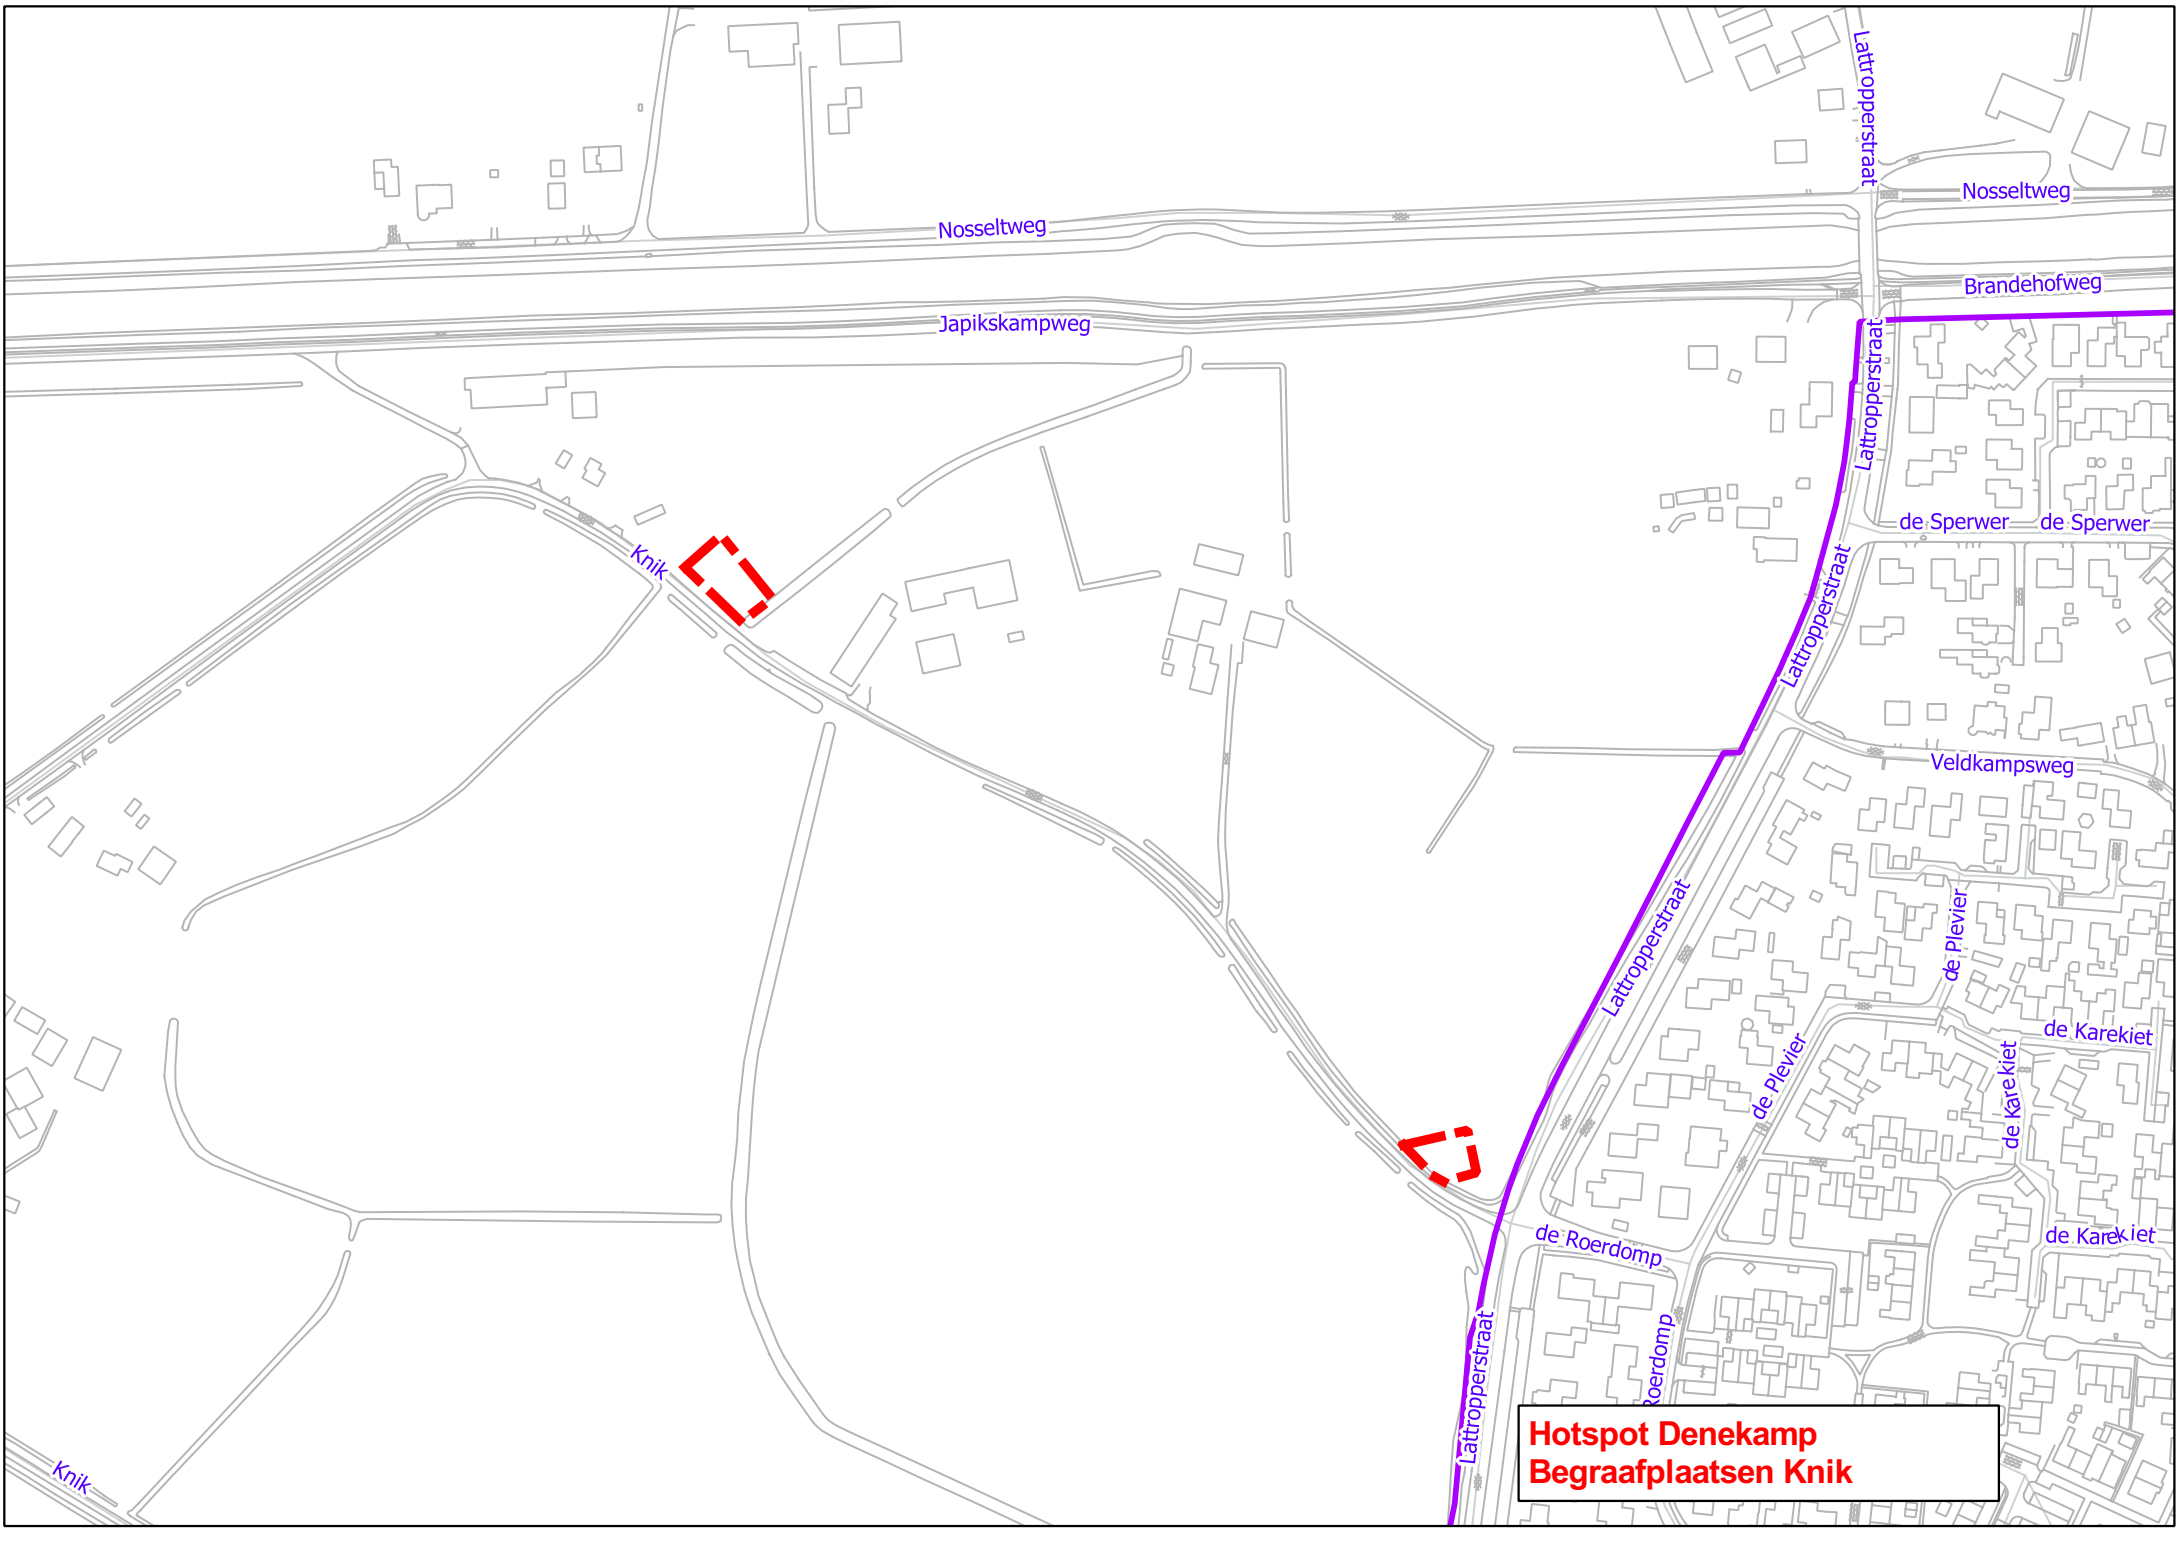 Lattropperstraat
Nosseltweg
Nosseltweg
Brandehofweg
Japikskampweg
Lattropperstraat
de Sperwer
de Sperwer
Knik
Lattropperstraat
Veldkampsweg
Lattropperstraat
de Plevier
de Karekiet
de Plevier
de Karekiet
de Roerdomp
de Karekiet
Lattropperstraat
Roerdomp
Knik
Hotspot Denekamp
Begraafplaatsen Knik